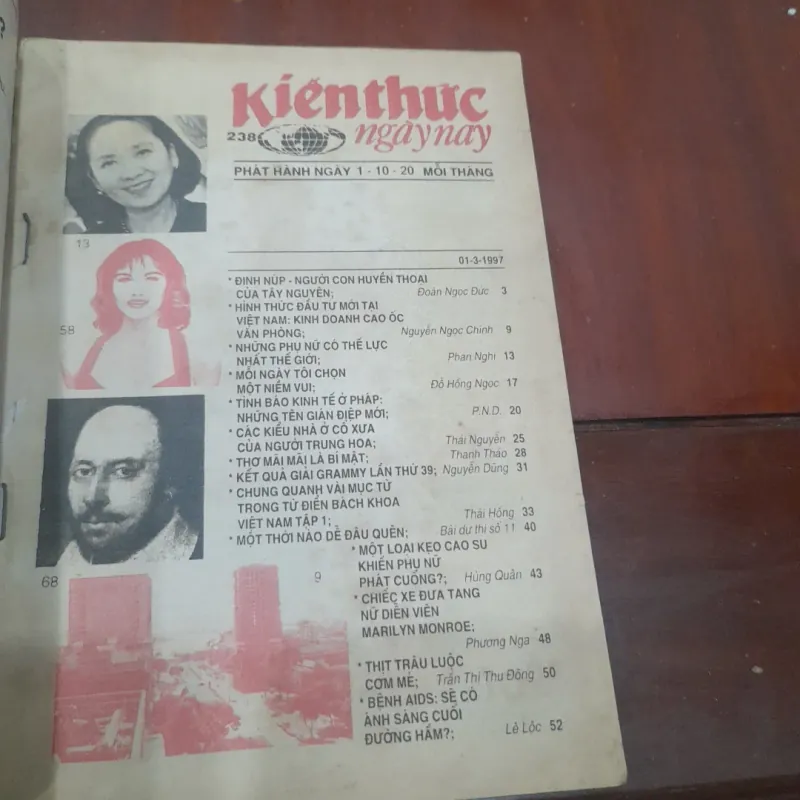 Kiến thức
238
ngày nay
PHÁT HÀNH NGÀY 1 - 10 - 20 MỖI THÁNG
01-3-1997
13
58
68
9
* ĐINH NÚP - NGƯỜI CON HUYỀN THOẠI
CỦA TÂY NGUYÊN; Đoàn Ngọc Đức 3
* HÌNH THỨC ĐẦU TƯ MỚI TẠI
VIỆT NAM: KINH DOANH CAO ỐC
VĂN PHÒNG; Nguyễn Ngọc Chinh 9
* NHỮNG PHỤ NỮ CÓ THẾ LỰC
NHẤT THẾ GIỚI; Phan Nghi 13
* MỖI NGÀY TÔI CHỌN
MỘT NIỀM VUI; Đỗ Hồng Ngọc 17
* TÌNH BÁO KINH TẾ Ở PHÁP:
NHỮNG TÊN GIÁN ĐIỆP MỚI; P.N.D. 20
* CÁC KIỂU NHÀ Ở CỔ XƯA
CỦA NGƯỜI TRUNG HOA; Thái Nguyễn 25
* THƠ MÃI MÃI LÀ BÍ MẬT; Thanh Thảo 28
* KẾT QUẢ GIẢI GRAMMY LẦN THỨ 39; Nguyễn Dũng 31
* CHUNG QUANH VÀI MỤC TỪ
TRONG TỪ ĐIỂN BÁCH KHOA
VIỆT NAM TẬP 1; Thái Hồng 33
* MỘT THỜI NÀO DỄ ĐÂU QUÊN; Bài dự thi số 11 40
* MỘT LOẠI KẸO CAO SU
KHIẾN PHỤ NỮ
PHÁT CUỒNG?; Hùng Quân 43
* CHIẾC XE ĐƯA TANG
NỮ DIỄN VIÊN
MARILYN MONROE;
Phương Nga 48
* THỊT TRÂU LUỘC
CƠM MẺ; Trần Thị Thu Đông 50
* BỆNH AIDS: SẼ CÓ
ÁNH SÁNG CUỐI
ĐƯỜNG HẦM?; Lê Lộc 52